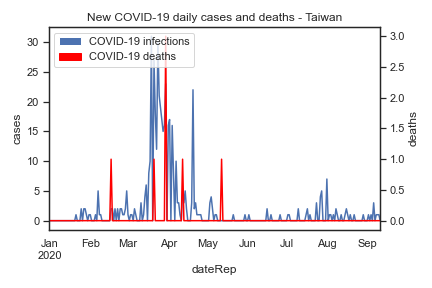 New COVID-19 daily cases and deaths - Taiwan
COVID-19 infections
COVID-19 deaths
30
25
20
15
10
5
0
cases
3.0
2.5
2.0
1.5
1.0
0.5
0.0
deaths
Jan Feb Mar Apr May Jun Jul Aug Sep
2020
dateRep